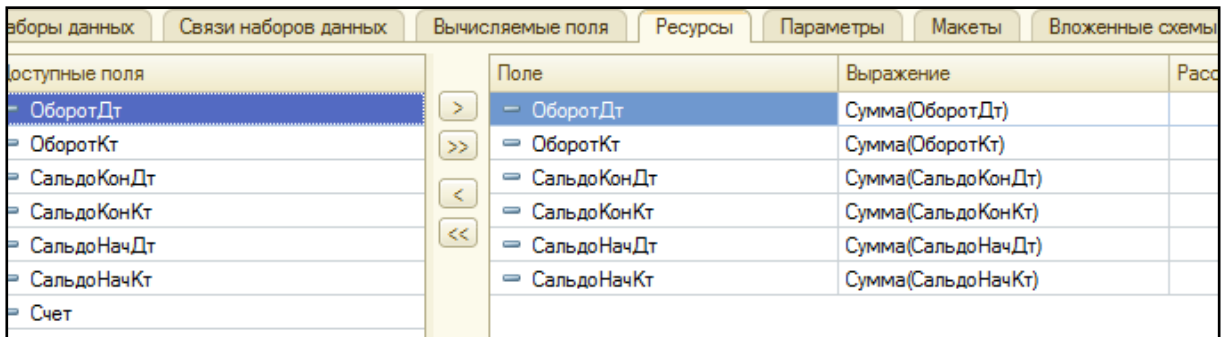 аборы данных Связи наборов данных Вычисляемые поля Ресурсы Параметры Макеты Вложенные схемы
оступные поля Поле Выражение Расс
ОборотДт > ОборотДт Сумма(ОборотДт)
ОборотКт >> ОборотКт Сумма(ОборотКт)
СальдоКонДт СальдоКонДт Сумма(СальдоКонДт)
СальдоКонКт < СальдоКонКт Сумма(СальдоКонКт)
СальдоНачДт << СальдоНачДт Сумма(СальдоНачДт)
СальдоНачКт СальдоНачКт Сумма(СальдоНачКт)
Счет